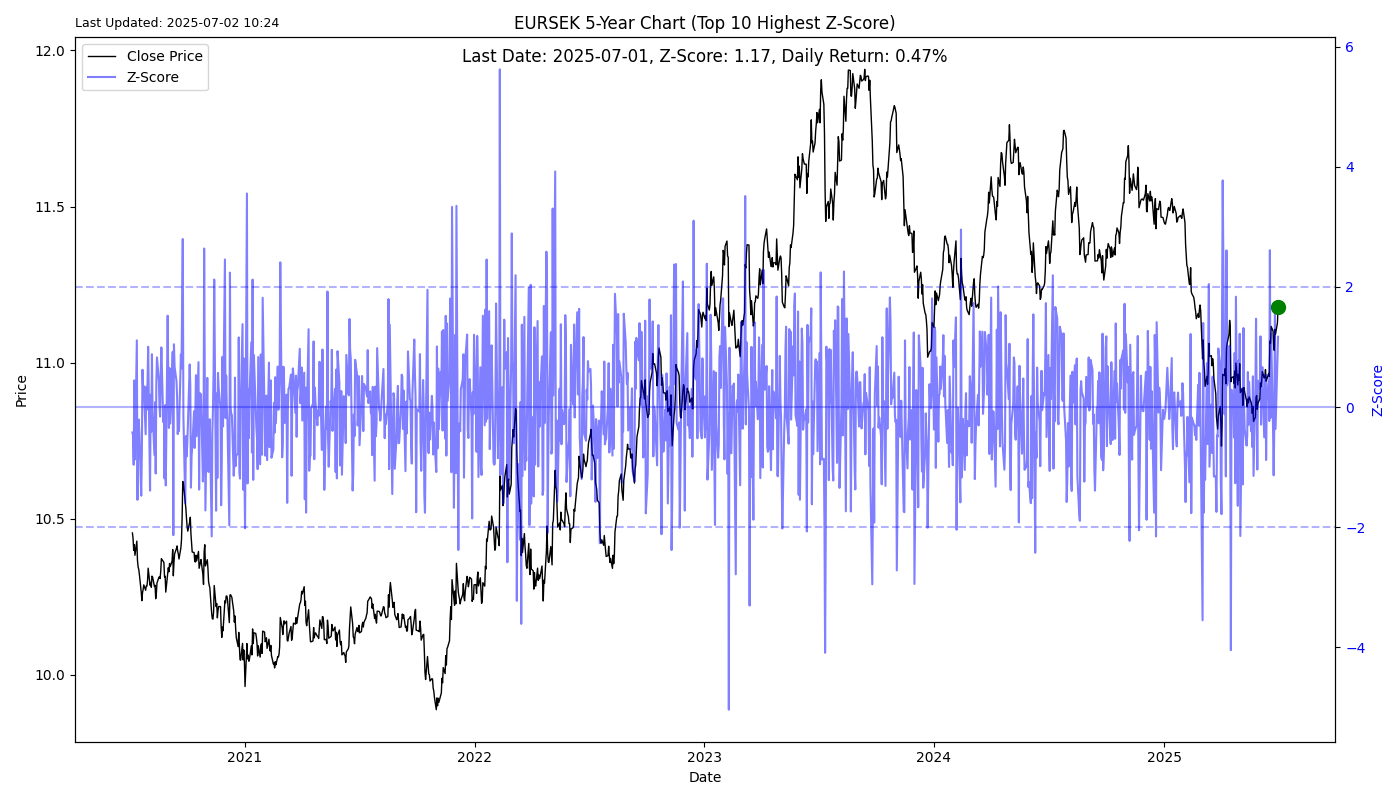 Last Updated: 2025-07-02 10:24
EURSEK 5-Year Chart (Top 10 Highest Z-Score)
Last Date: 2025-07-01, Z-Score: 1.17, Daily Return: 0.47%
Close Price
Z-Score
12.0
11.5
11.0
10.5
10.0
Price
6
4
2
0
−2
−4
Z-Score
2021
2022
2023
2024
2025
Date